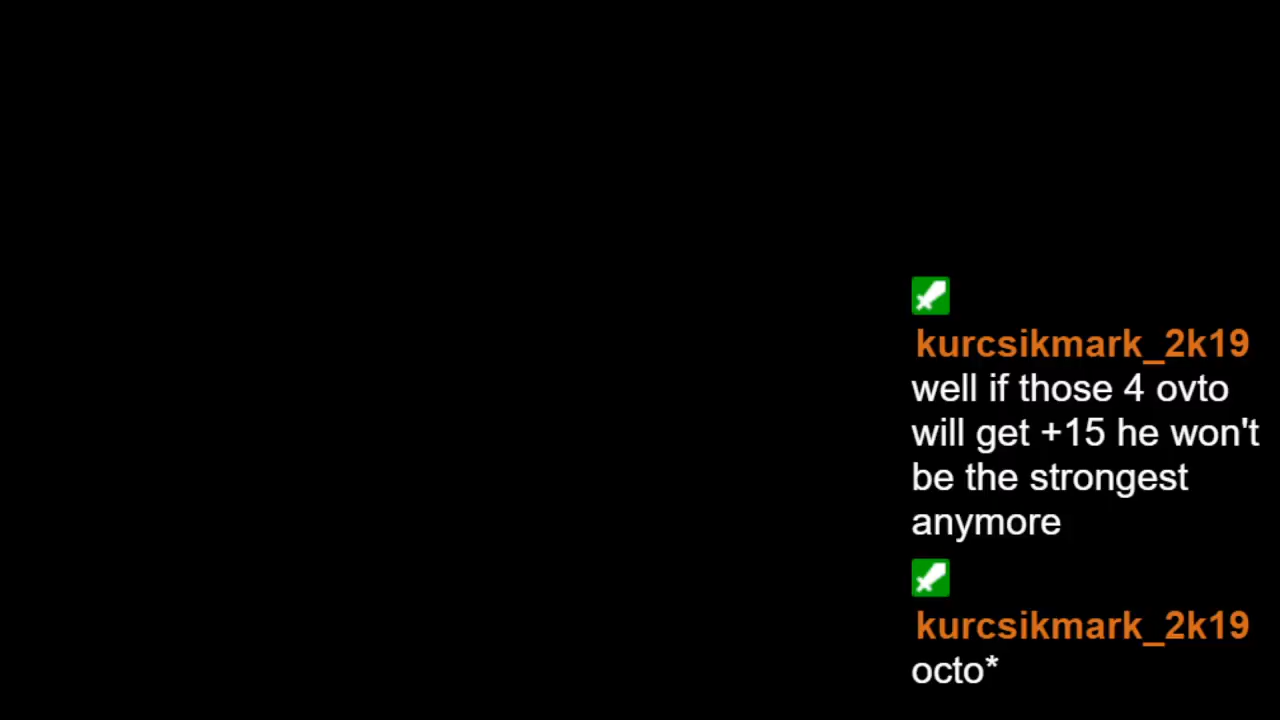 kurcsikmark_2k19
well if those 4 ovto
will get +15 he won't
be the strongest
anymore
kurcsikmark_2k19
octo*